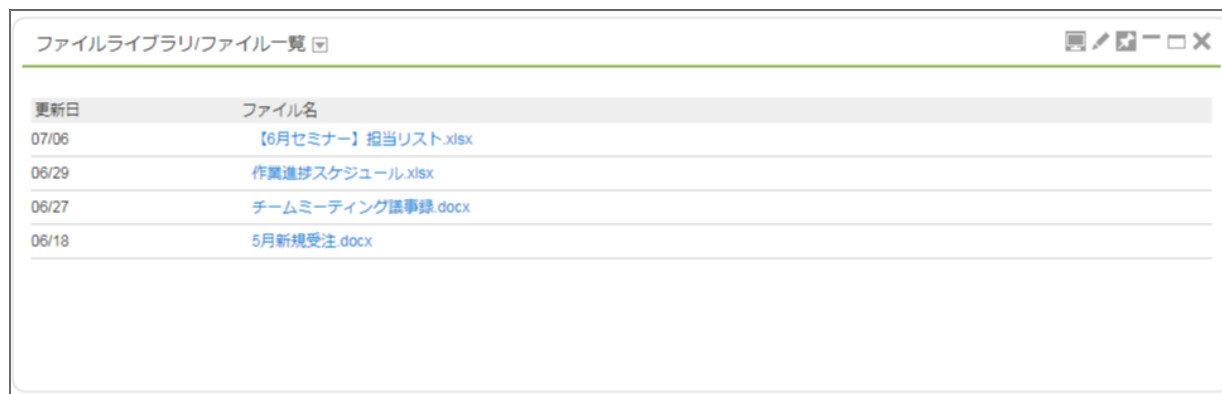 ファイルライブラリ/ファイル一覧
更新日 ファイル名
07/06 【6月セミナー】担当リスト.xlsx
06/29 作業進捗スケジュール.xlsx
06/27 チームミーティング議事録.docx
06/18 5月新規受注.docx